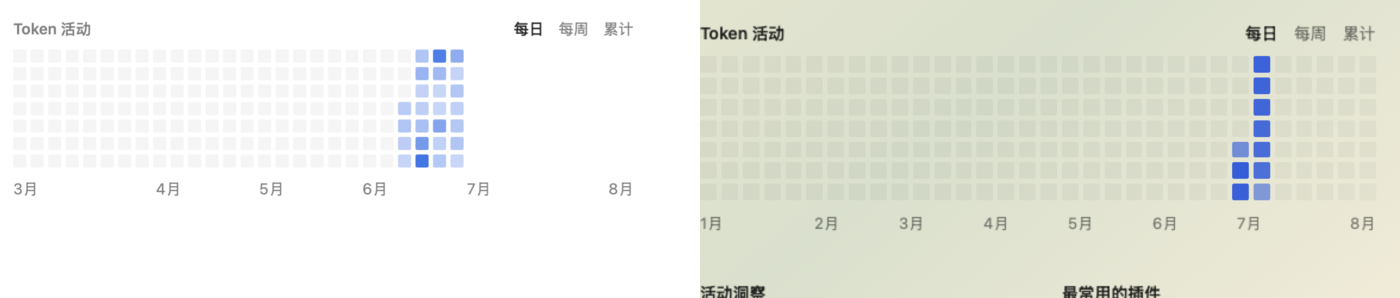 Token 活动 每日 每周 累计
3月 4月 5月 6月 7月 8月
Token 活动 每日 每周 累计
1月 2月 3月 4月 5月 6月 7月 8月
活动洞察 最常用的插件